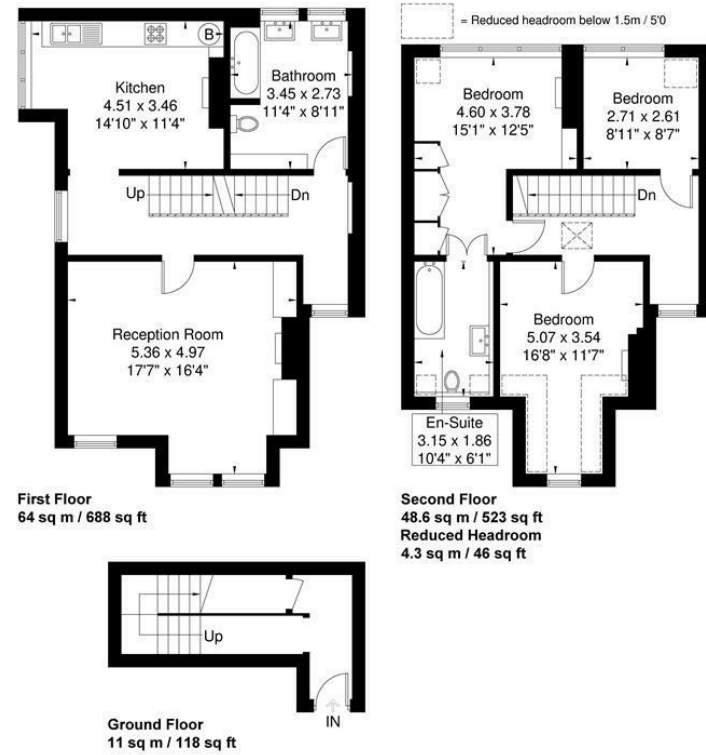 = Reduced headroom below 1.5m / 5'0
B
Kitchen
4.51 x 3.46
14'10" x 11'4"
Bathroom
3.45 x 2.73
11'4" x 8'11"
Up
Dn
Reception Room
5.36 x 4.97
17'7" x 16'4"
First Floor
64 sq m / 688 sq ft
Bedroom
4.60 x 3.78
15'1" x 12'5"
Bedroom
2.71 x 2.61
8'11" x 8'7"
Dn
Bedroom
5.07 x 3.54
16'8" x 11'7"
En-Suite
3.15 x 1.86
10'4" x 6'1"
Second Floor
48.6 sq m / 523 sq ft
Reduced Headroom
4.3 sq m / 46 sq ft
Up
IN
Ground Floor
11 sq m / 118 sq ft